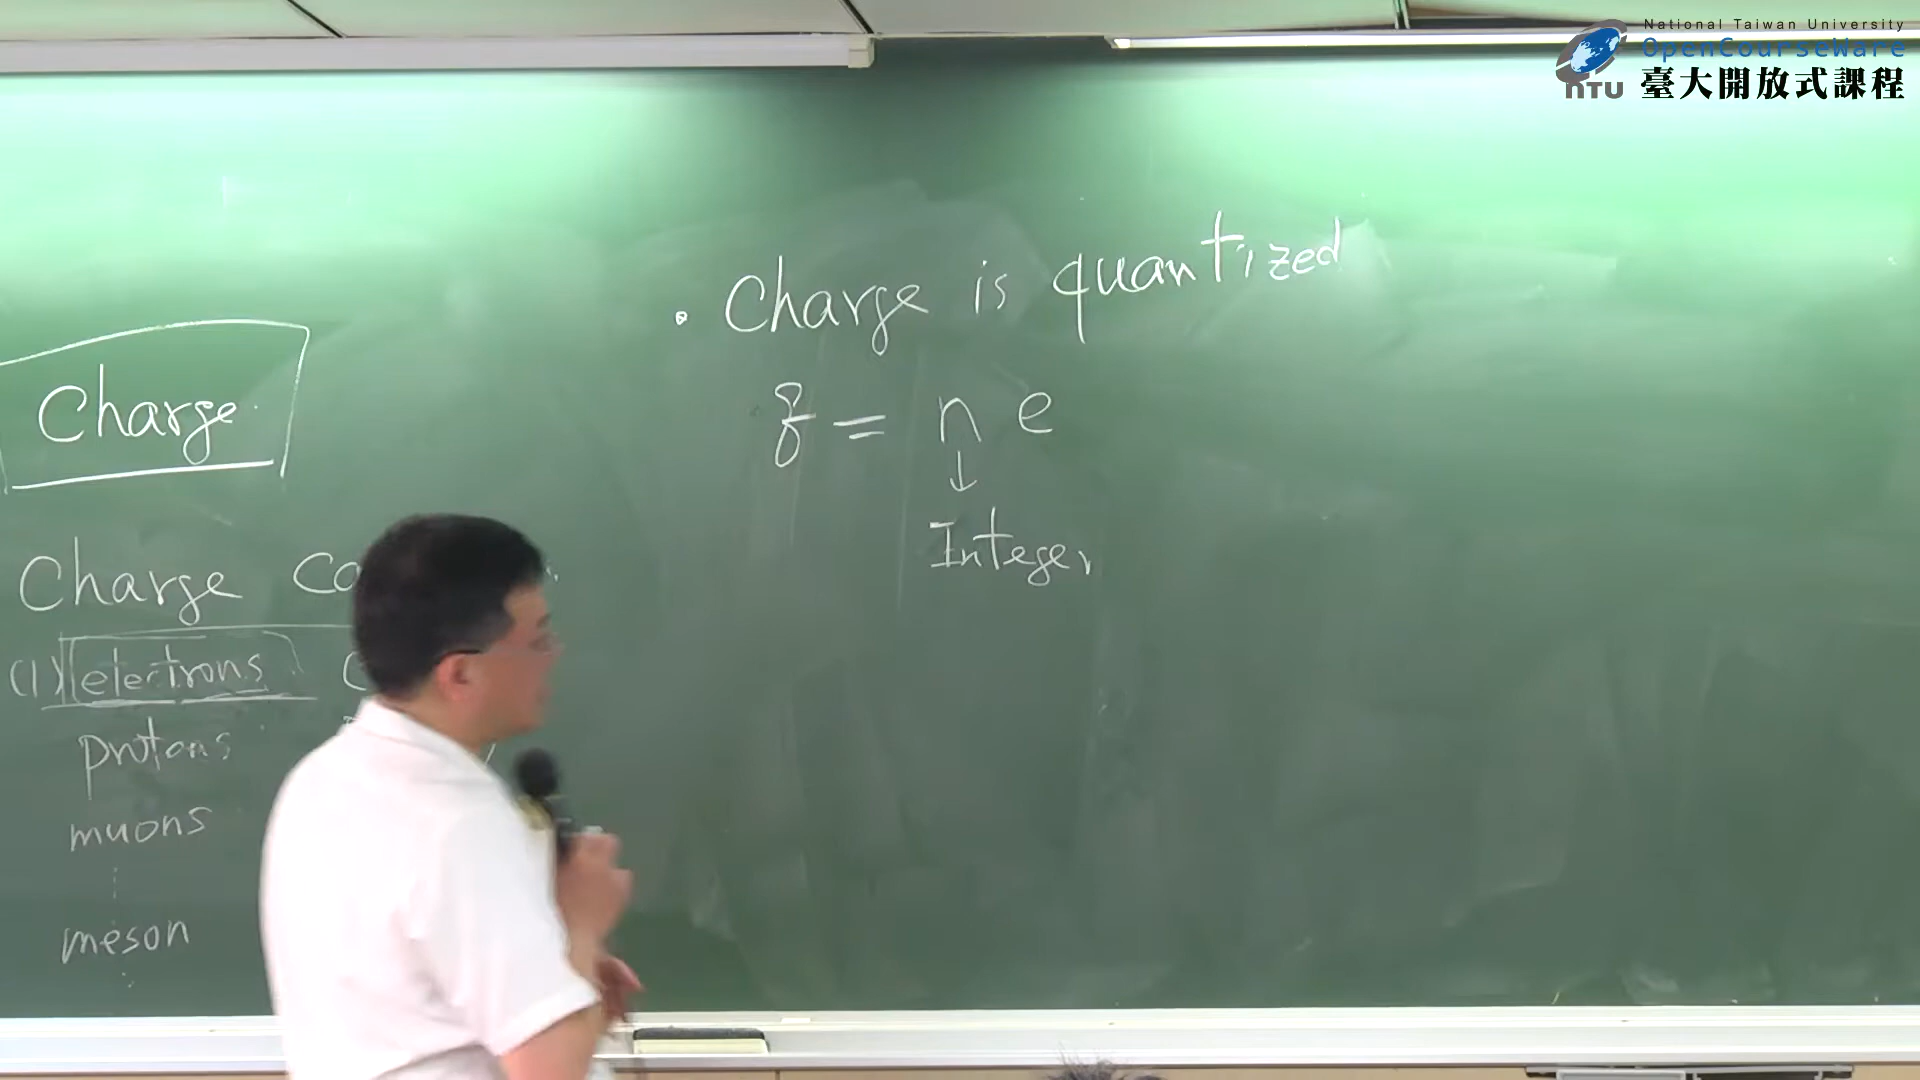 National Taiwan University
OpenCourseWare
NTU 臺大開放式課程
Charge
Charge
(1) electrons
protons
muons
meson
• Charge is quantized
q = n e
↓
Integer